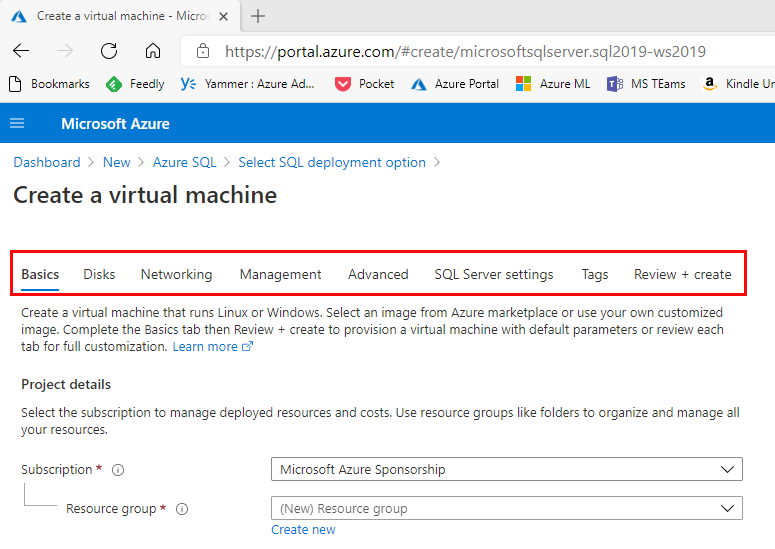 Create a virtual machine - Micros
https://portal.azure.com/#create/microsoftsqlserver.sql2019-ws2019
Bookmarks Feedly Yammer : Azure Ad... Pocket Azure Portal Azure ML MS TEams Kindle Un
Microsoft Azure
Dashboard > New > Azure SQL > Select SQL deployment option >
Create a virtual machine
Basics Disks Networking Management Advanced SQL Server settings Tags Review + create
Create a virtual machine that runs Linux or Windows. Select an image from Azure marketplace or use your own customized
image. Complete the Basics tab then Review + create to provision a virtual machine with default parameters or review each
tab for full customization. Learn more
Project details
Select the subscription to manage deployed resources and costs. Use resource groups like folders to organize and manage all
your resources.
Subscription * Microsoft Azure Sponsorship
Resource group * (New) Resource group
Create new